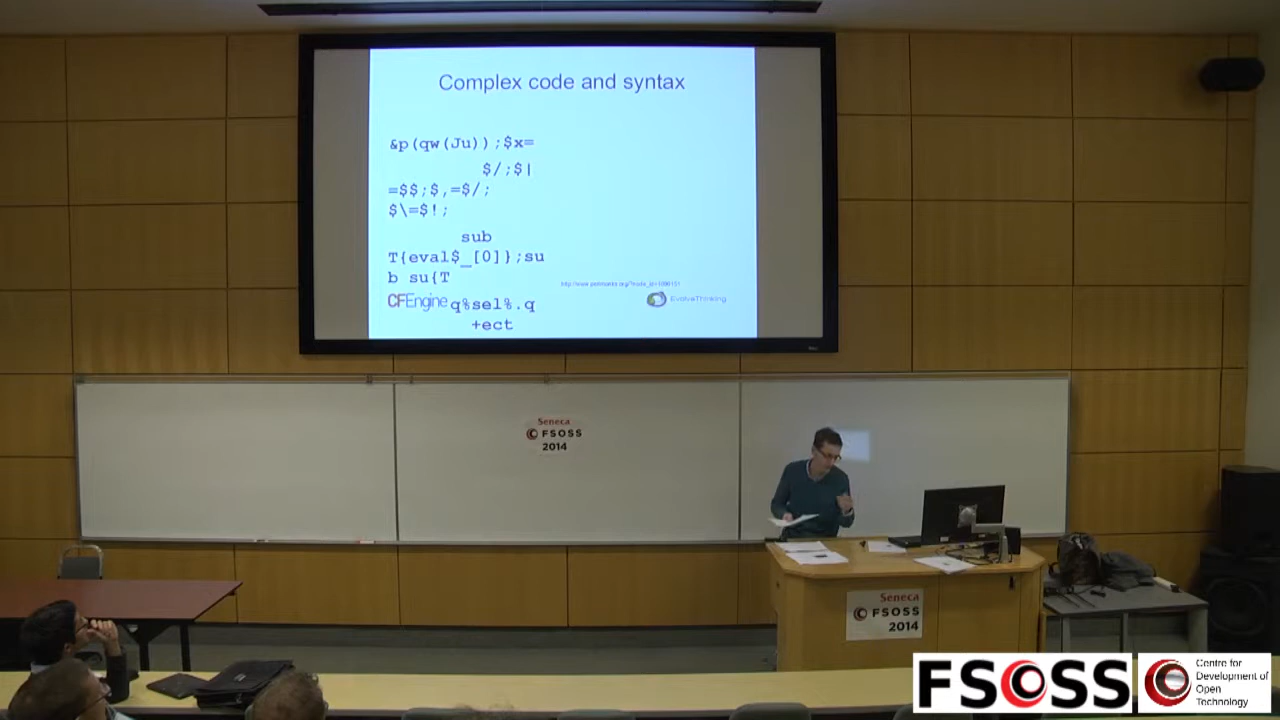 Complex code and syntax
&p(qw(Ju));$x=
$/;$|
=$$;$,=$/;
$\=$!;
sub
T{eval$_[0]};su
b su{T
q%sel%.q
+ect
CFEngine
EvolveThinking
Seneca
FSOSS
2014
Seneca
FSOSS
2014
FSOSS
Centre for
Development of
Open
Technology